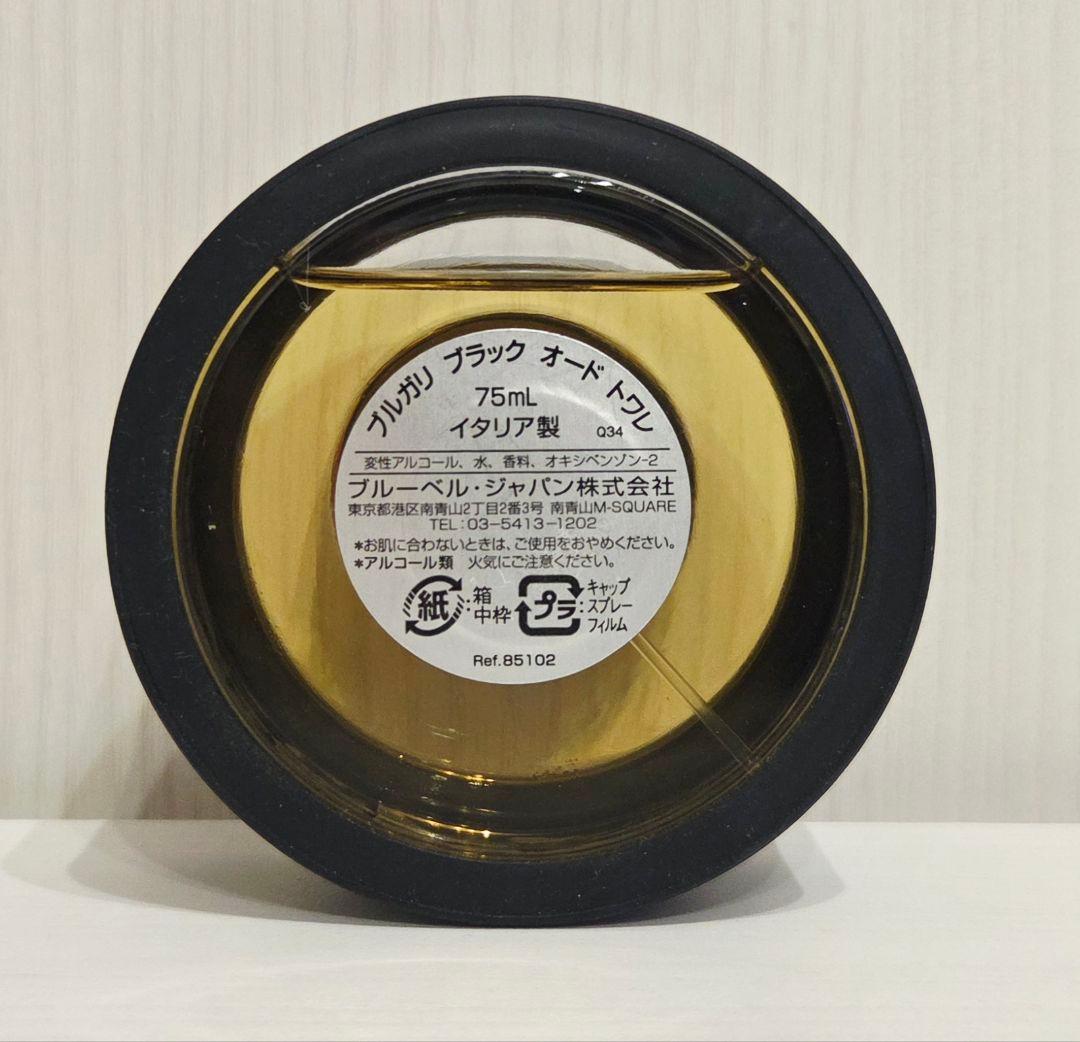 ブルガリ ブラック オード トワレ
75mL
イタリア製 Q34
変性アルコール、水、香料、オキシベンゾン-2
ブルーベル・ジャパン株式会社
東京都港区南青山2丁目2番3号 南青山M-SQUARE
TEL:03-5413-1202
*お肌に合わないときは、ご使用をおやめください。
*アルコール類 火気にご注意ください。
紙:箱 中枠
プラ:キャップ スプレー フィルム
Ref.85102